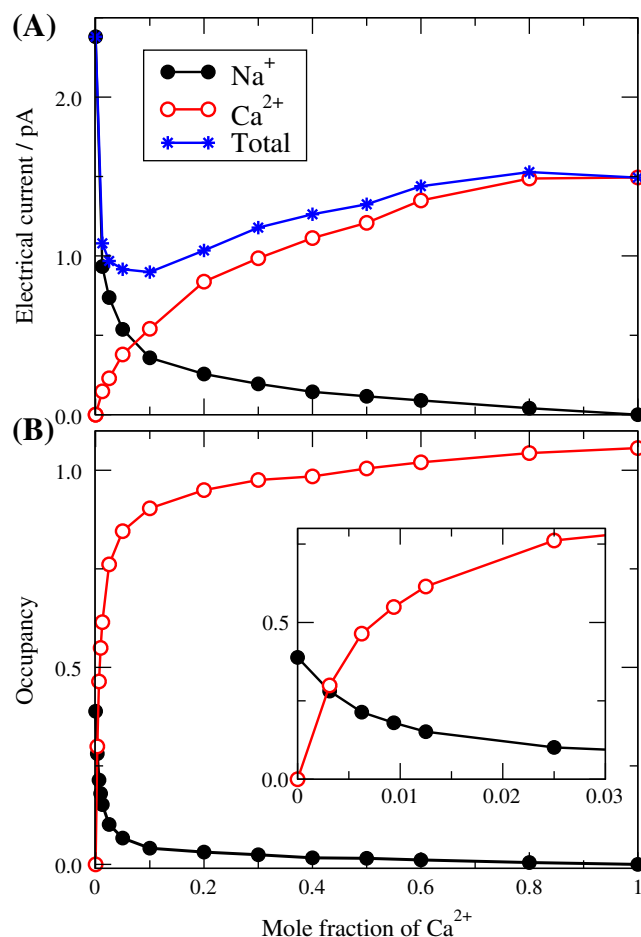 (A)
Electrical current / pA
2.0
1.0
0.0
Na⁺
Ca²⁺
Total
(B)
Occupancy
1.0
0.5
0.0
0.5
0.0
0 0.01 0.02 0.03
0 0.2 0.4 0.6 0.8 1
Mole fraction of Ca²⁺